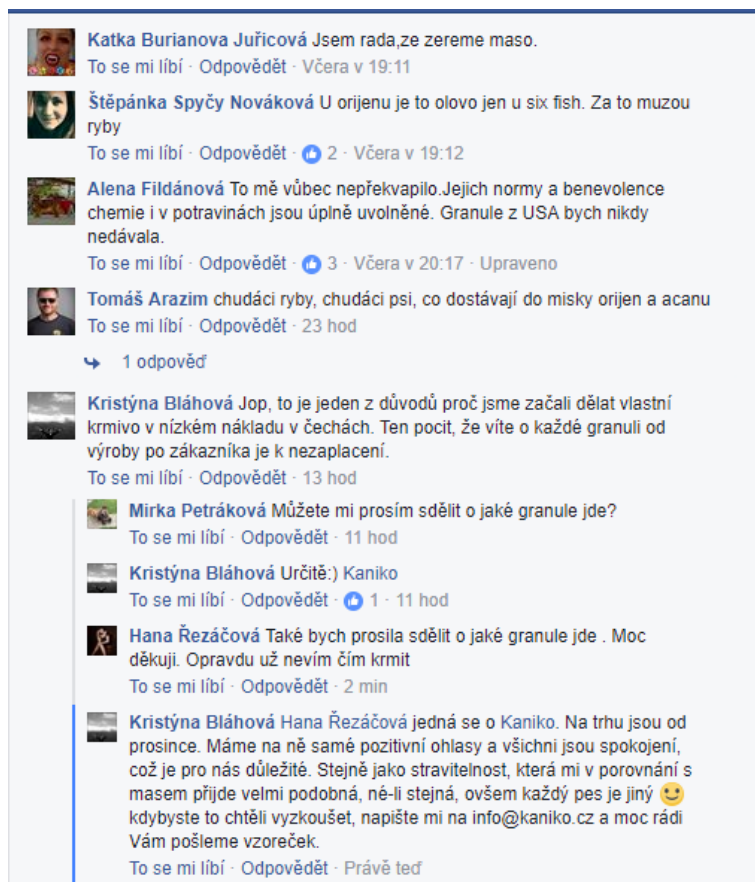 Katka Burianova Juřicová Jsem rada,ze zereme maso.
To se mi líbí · Odpovědět · Včera v 19:11
Štěpánka Spyčy Nováková U orijenu je to olovo jen u six fish. Za to muzou
ryby
To se mi líbí · Odpovědět · 2 · Včera v 19:12
Alena Fildánová To mě vůbec nepřekvapilo.Jejich normy a benevolence
chemie i v potravinách jsou úplně uvolněné. Granule z USA bych nikdy
nedávala.
To se mi líbí · Odpovědět · 3 · Včera v 20:17 · Upraveno
Tomáš Arazim chudáci ryby, chudáci psi, co dostávají do misky orijen a acanu
To se mi líbí · Odpovědět · 23 hod
1 odpověď
Kristýna Bláhová Jop, to je jeden z důvodů proč jsme začali dělat vlastní
krmivo v nízkém nákladu v čechách. Ten pocit, že víte o každé granuli od
výroby po zákazníka je k nezaplacení.
To se mi líbí · Odpovědět · 13 hod
Mirka Petráková Můžete mi prosím sdělit o jaké granule jde?
To se mi líbí · Odpovědět · 11 hod
Kristýna Bláhová Určitě:) Kaniko
To se mi líbí · Odpovědět · 1 · 11 hod
Hana Řezáčová Také bych prosila sdělit o jaké granule jde . Moc
děkuji. Opravdu už nevím čím krmit
To se mi líbí · Odpovědět · 2 min
Kristýna Bláhová Hana Řezáčová jedná se o Kaniko. Na trhu jsou od
prosince. Máme na ně samé pozitivní ohlasy a všichni jsou spokojení,
což je pro nás důležité. Stejně jako stravitelnost, která mi v porovnání s
masem přijde velmi podobná, né-li stejná, ovšem každý pes je jiný 🙂
kdybyste to chtěli vyzkoušet, napište mi na info@kaniko.cz a moc rádi
Vám pošleme vzoreček.
To se mi líbí · Odpovědět · Právě teď